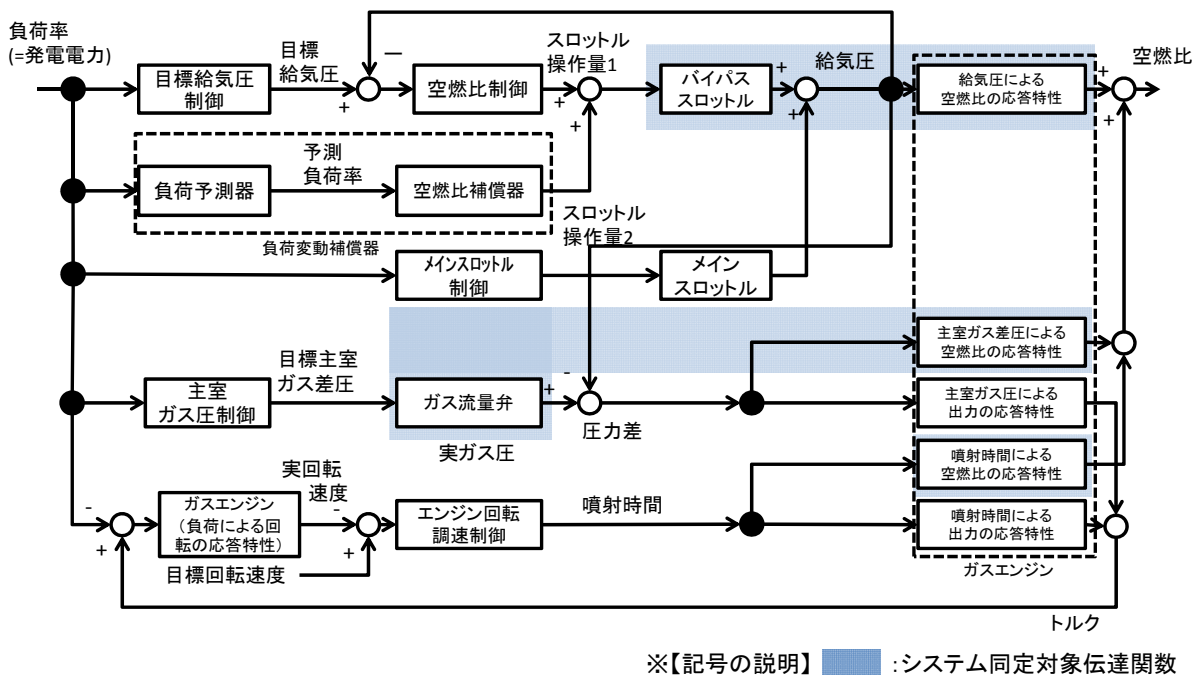 負荷率
(=発電電力)
目標
給気圧
スロットル
操作量1
給気圧
空燃比
目標給気圧
制御
空燃比制御
バイパス
スロットル
給気圧による
空燃比の応答特性
予測
負荷率
負荷予測器
空燃比補償器
負荷変動補償器
スロットル
操作量2
メインスロットル
制御
メイン
スロットル
目標主室
ガス差圧
主室
ガス圧制御
ガス流量弁
実ガス圧
圧力差
主室ガス差圧による
空燃比の応答特性
主室ガス圧による
出力の応答特性
噴射時間による
空燃比の応答特性
噴射時間による
出力の応答特性
ガスエンジン
実回転
速度
ガスエンジン
(負荷による回
転の応答特性)
エンジン回転
調速制御
噴射時間
目標回転速度
トルク
※【記号の説明】 :システム同定対象伝達関数